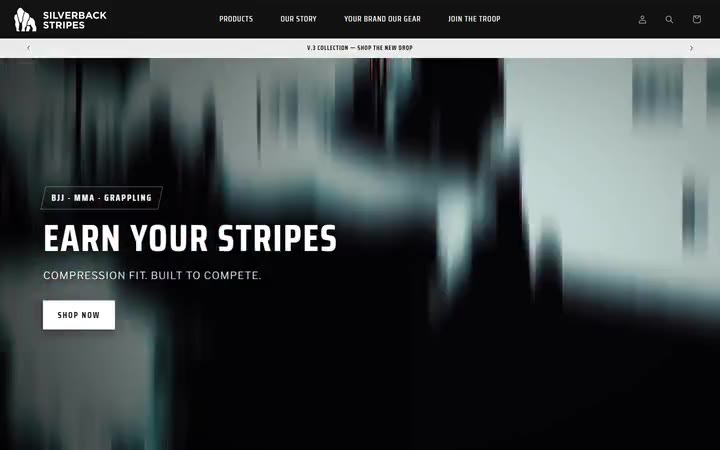 SILVERBACK
STRIPES
PRODUCTS
OUR STORY
YOUR BRAND OUR GEAR
JOIN THE TROOP
V.3 COLLECTION — SHOP THE NEW DROP
BJJ - MMA - GRAPPLING
EARN YOUR STRIPES
COMPRESSION FIT. BUILT TO COMPETE.
SHOP NOW